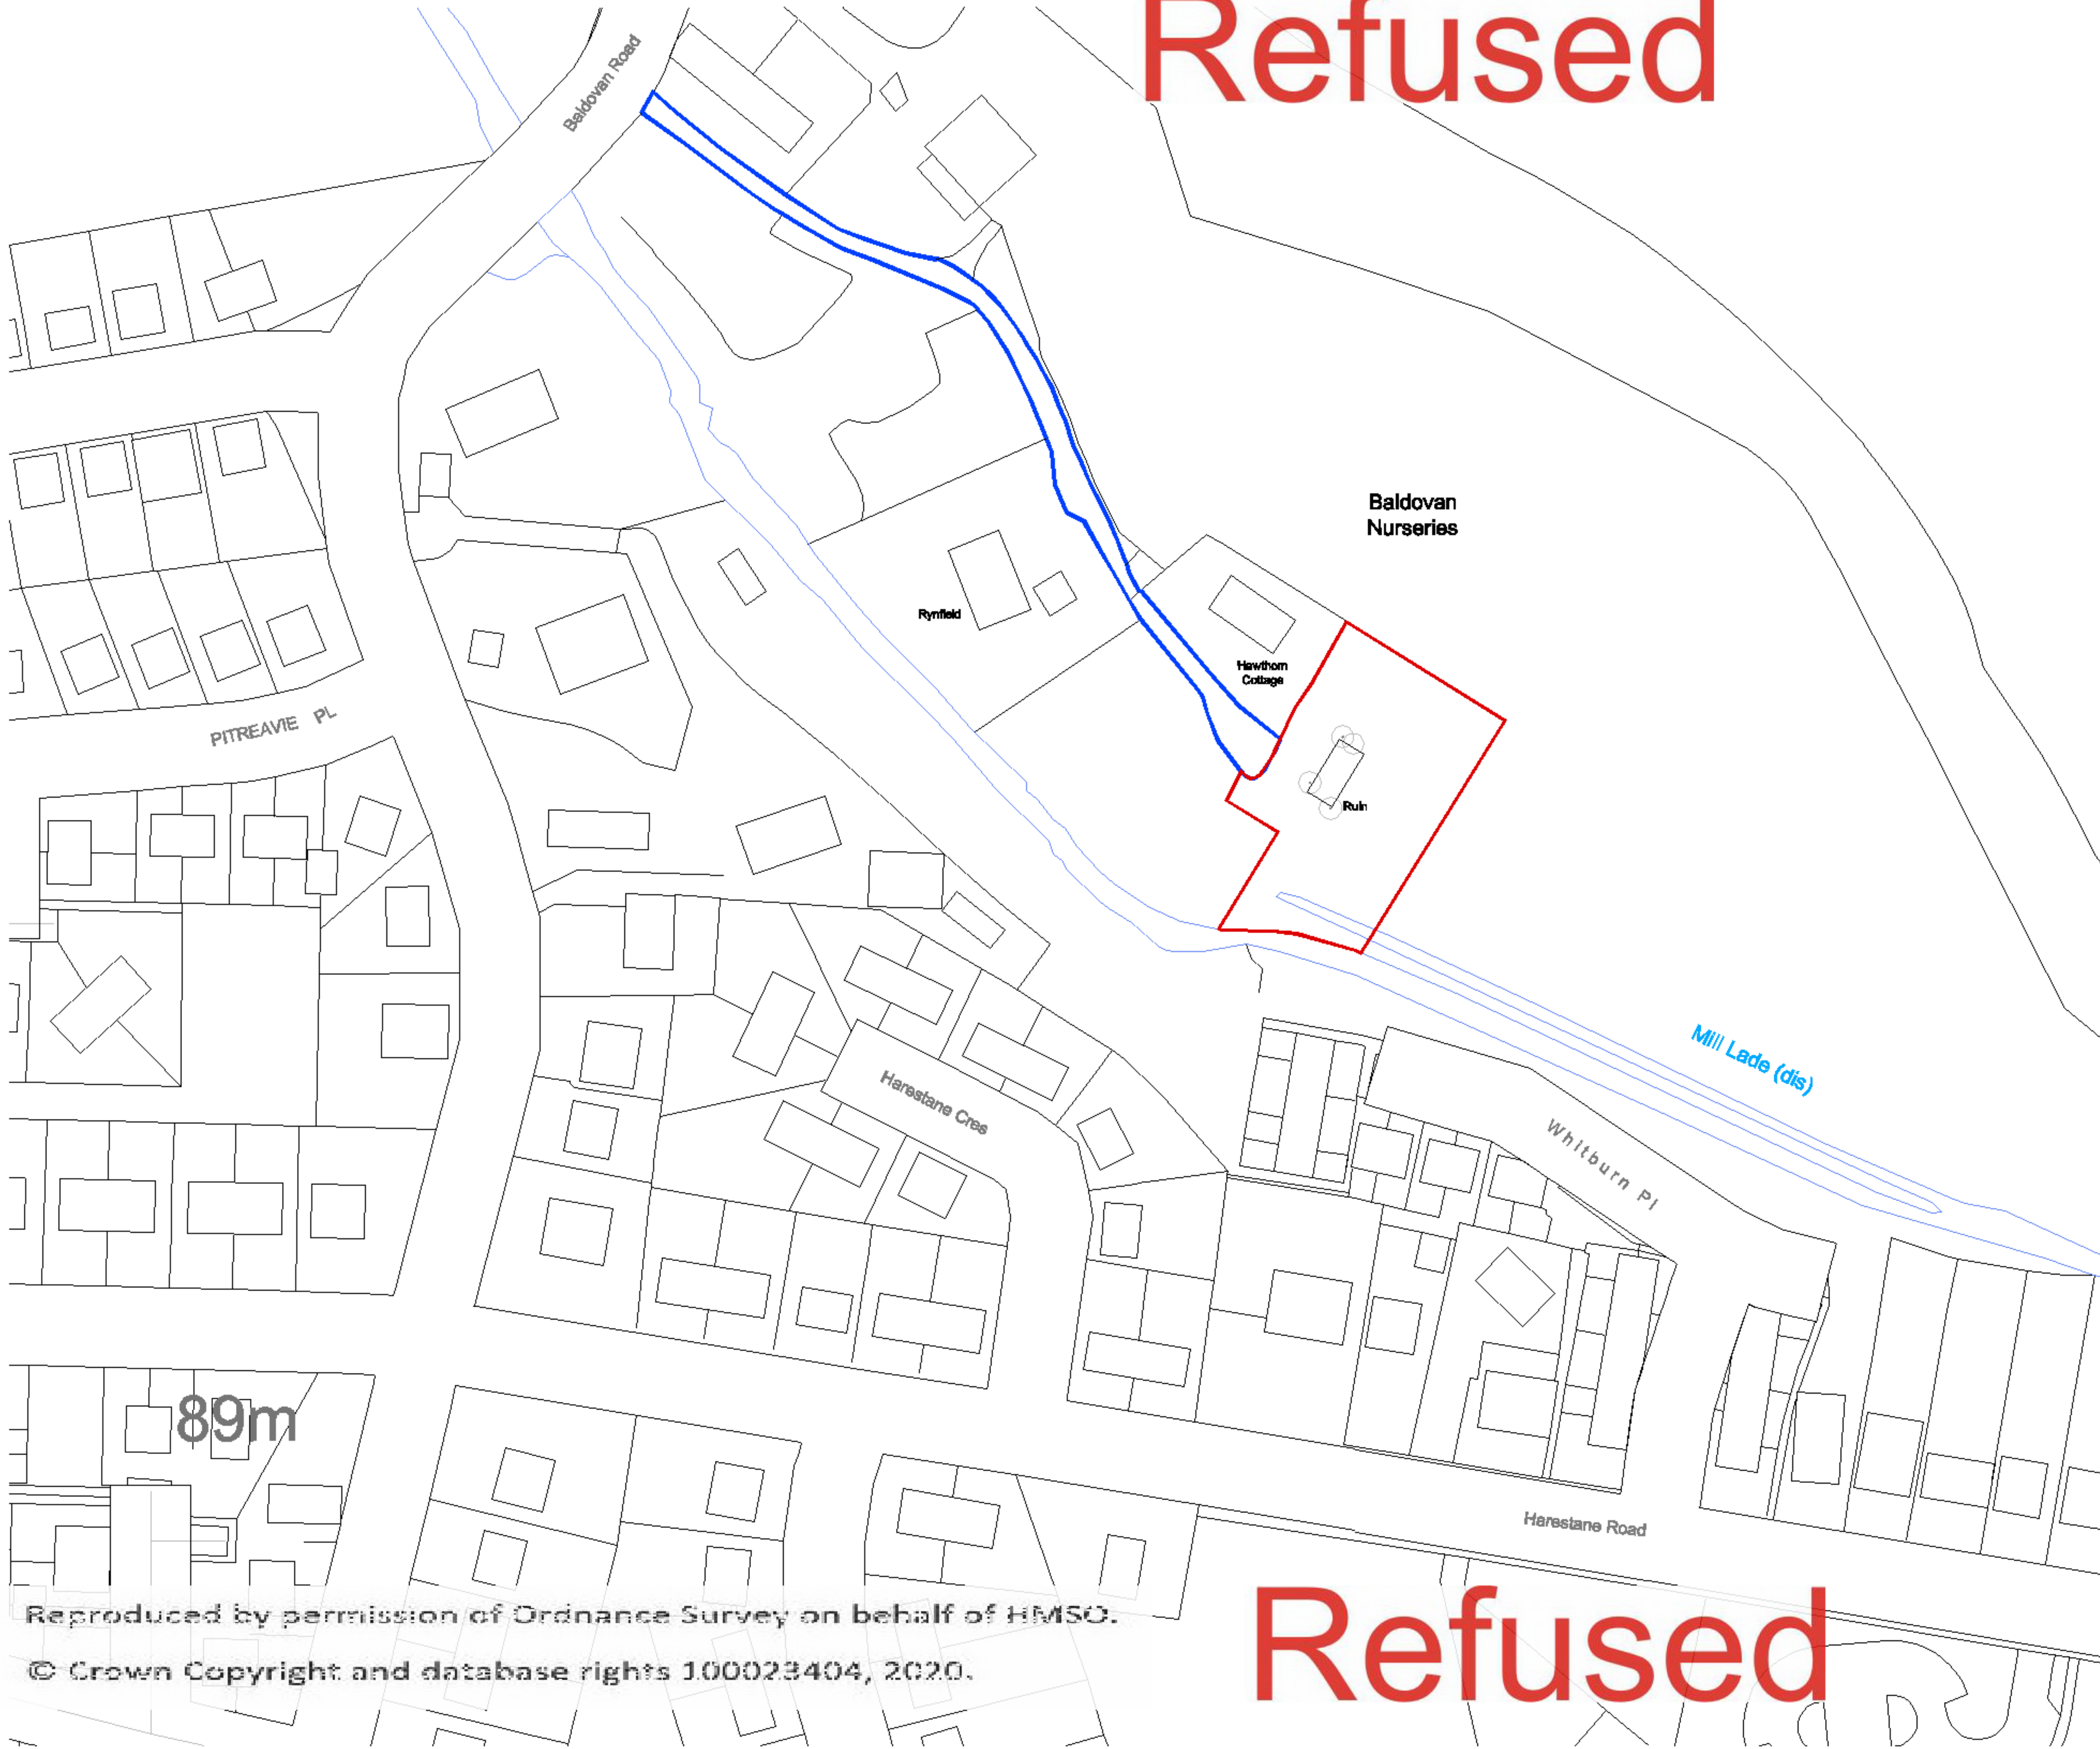 Refused
Baldovan Road
Baldovan
Nurseries
Rynfield
Hawthorn
Cottage
PITREAVIE PL
Ruin
Mill Lade (dis)
Harestane Cres
Whitburn Pl
89m
Harestane Road
Reproduced by permission of Ordnance Survey on behalf of HMSO.
© Crown Copyright and database rights 100023404, 2020.
Refused